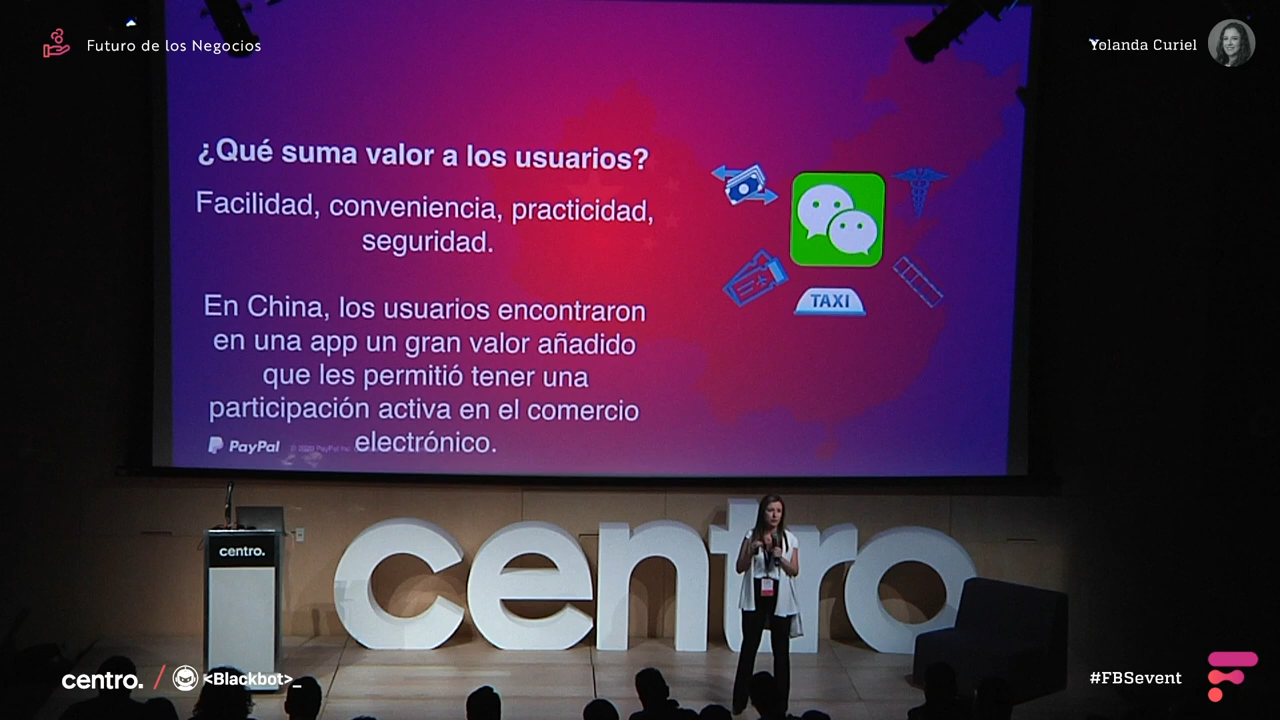 Futuro de los Negocios
Yolanda Curiel
¿Qué suma valor a los usuarios?
Facilidad, conveniencia, practicidad,
seguridad.
En China, los usuarios encontraron
en una app un gran valor añadido
que les permitió tener una
participación activa en el comercio
electrónico.
TAXI
PayPal
centro.
centro
centro. / <Blackbot>_
#FBSevent